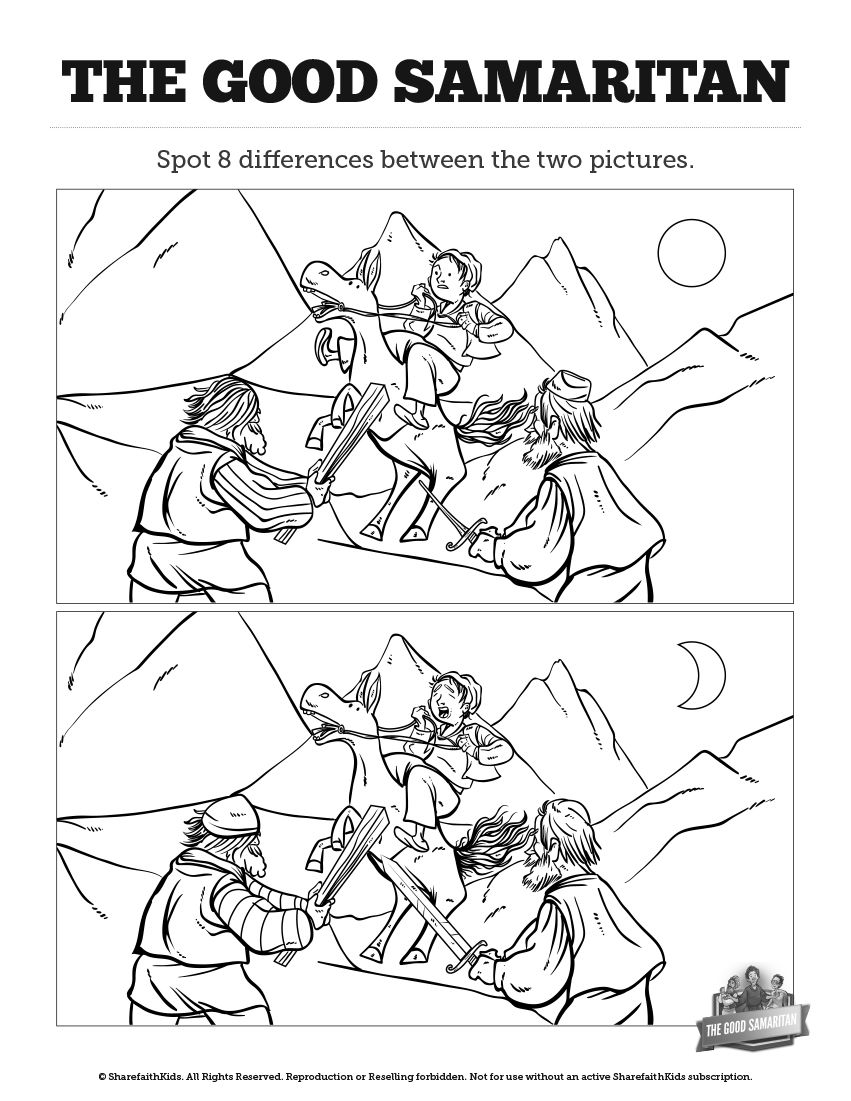 THE GOOD SAMARITAN
Spot 8 differences between the two pictures.
THE GOOD SAMARITAN
© SharefaithKids. All Rights Reserved. Reproduction or Reselling forbidden. Not for use without an active SharefaithKids subscription.